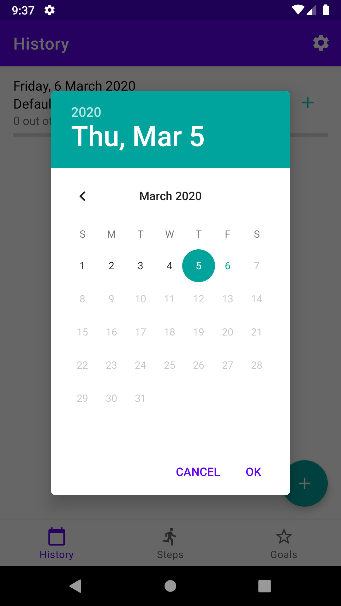 9:37
History
Friday, 6 March 2020
Defaul
0 out of
2020
Thu, Mar 5
March 2020
S M T W T F S
1 2 3 4 5 6 7
8 9 10 11 12 13 14
15 16 17 18 19 20 21
22 23 24 25 26 27 28
29 30 31
CANCEL OK
History Steps Goals